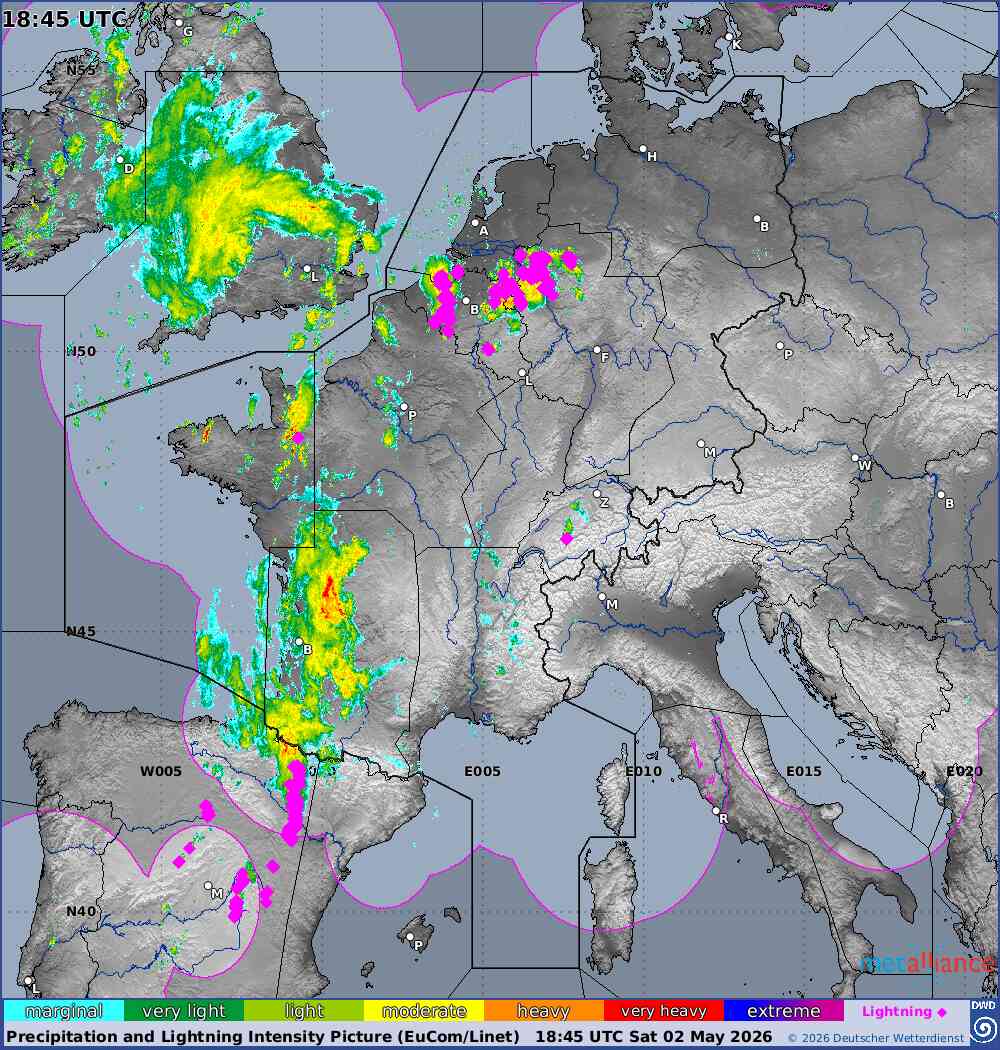 18:45 UTC
G
K
N55
D
H
A
B
L
B
N50
F
P
L
P
M
W
Z
B
M
N45
B
W005
E005
E010
E015
E020
R
M
N40
P
L
metalliance
marginal very light light moderate heavy very heavy extreme Lightning ◆ DWD
Precipitation and Lightning Intensity Picture (EuCom/Linet) 18:45 UTC Sat 02 May 2026 © 2026 Deutscher Wetterdienst